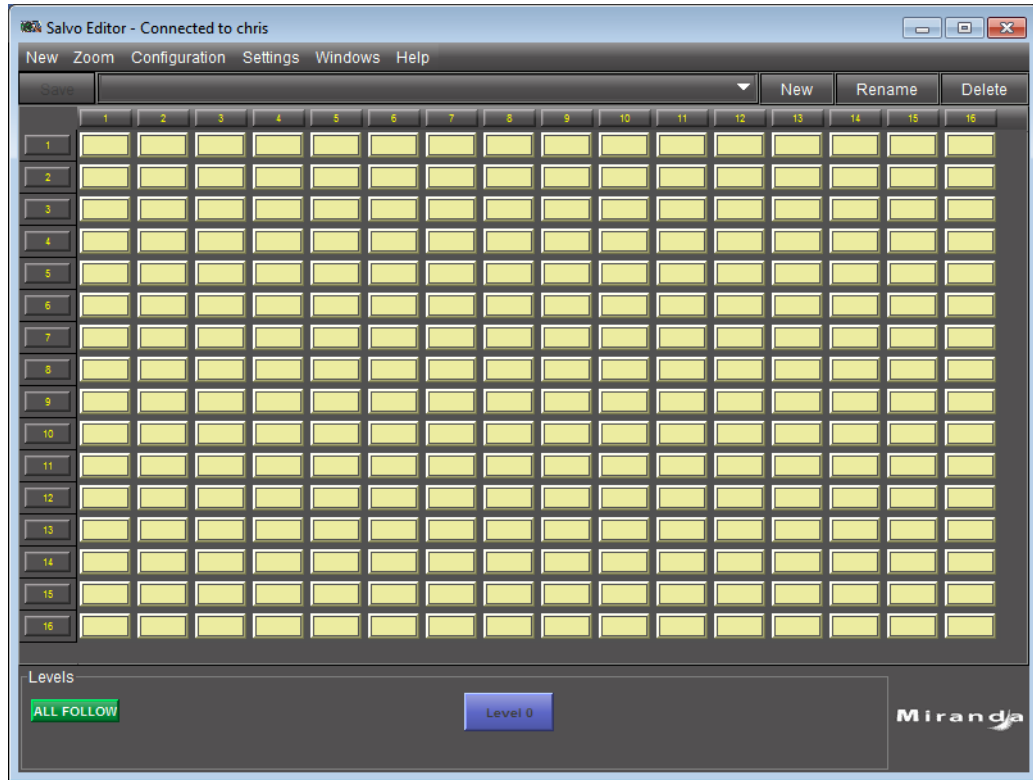 Salvo Editor - Connected to chris
New Zoom Configuration Settings Windows Help
Save New Rename Delete
1 2 3 4 5 6 7 8 9 10 11 12 13 14 15 16
1
2
3
4
5
6
7
8
9
10
11
12
13
14
15
16
Levels
ALL FOLLOW Level 0
Miranda